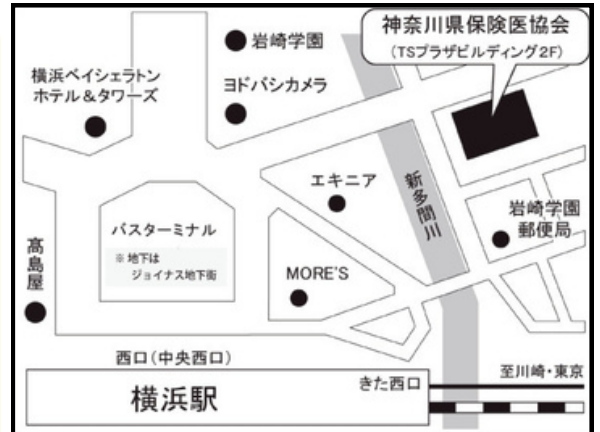 神奈川県保険医協会
(TSプラザビルディング2F)
岩崎学園
横浜ベイシェラトン
ホテル&タワーズ
ヨドバシカメラ
エキニア
新多間川
岩崎学園
郵便局
バスターミナル
※ 地下は
ジョイナス地下街
髙島屋
MORE'S
西口(中央西口)
きた西口
至川崎・東京
横浜駅